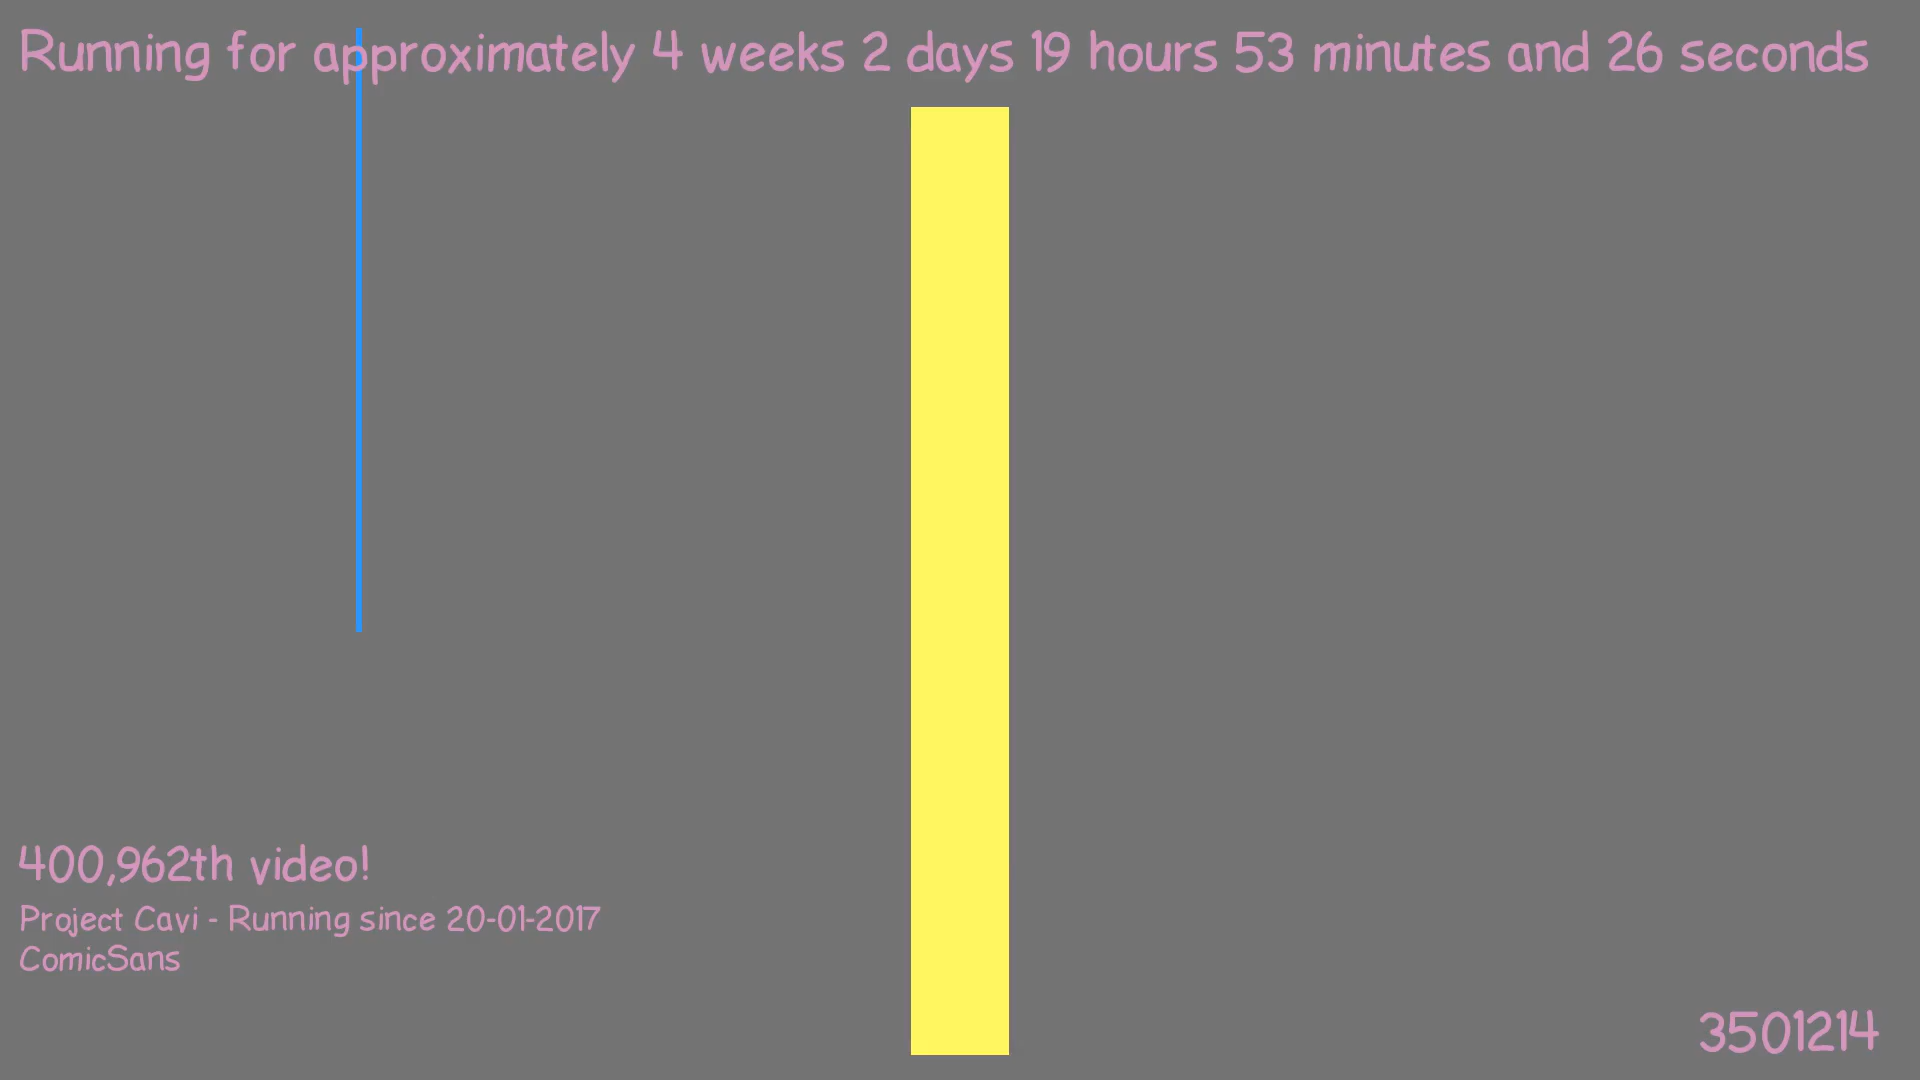 Running for approximately 4 weeks 2 days 19 hours 53 minutes and 26 seconds
400,962th video!
Project Cavi - Running since 20-01-2017
ComicSans
3501214